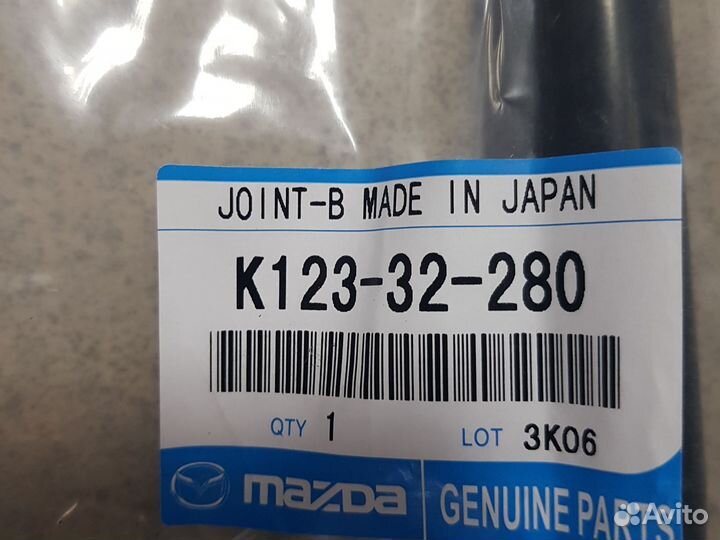 JOINT-B MADE IN JAPAN
K123-32-280
QTY 1 LOT 3K06
mazda GENUINE PARTS
Avito